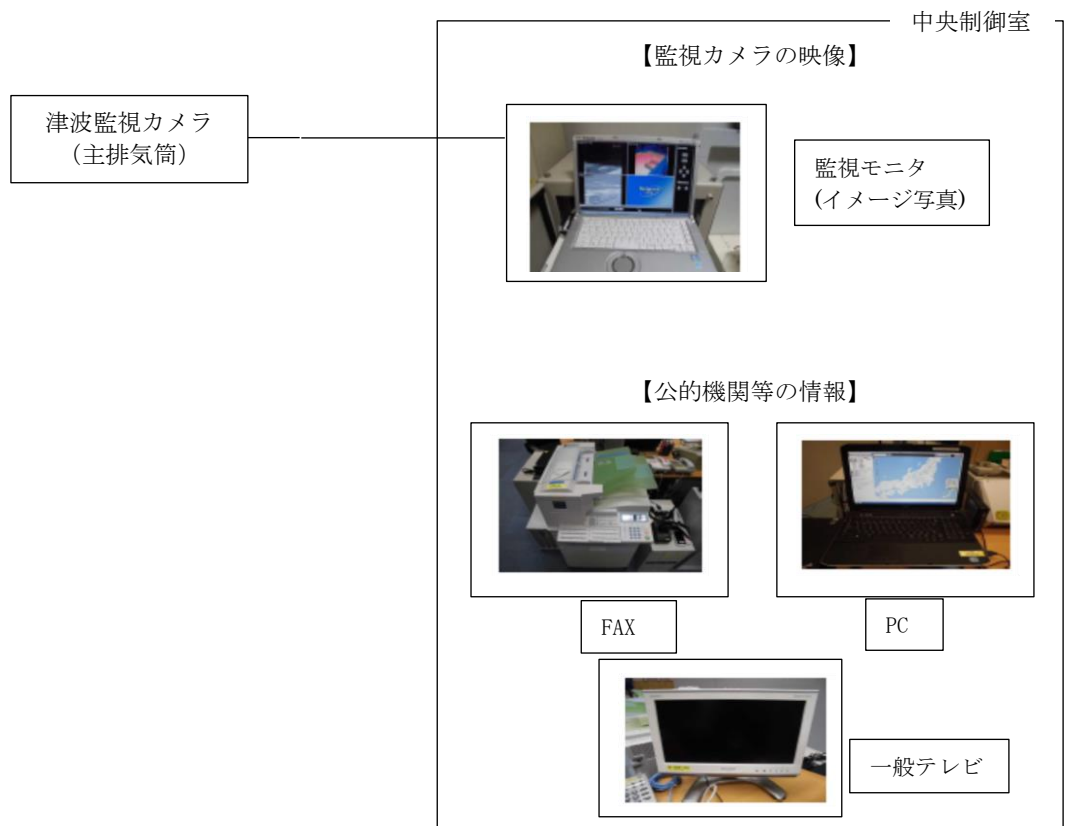 中央制御室
【監視カメラの映像】
津波監視カメラ
（主排気筒）
監視モニタ
(イメージ写真)
【公的機関等の情報】
FAX
PC
一般テレビ